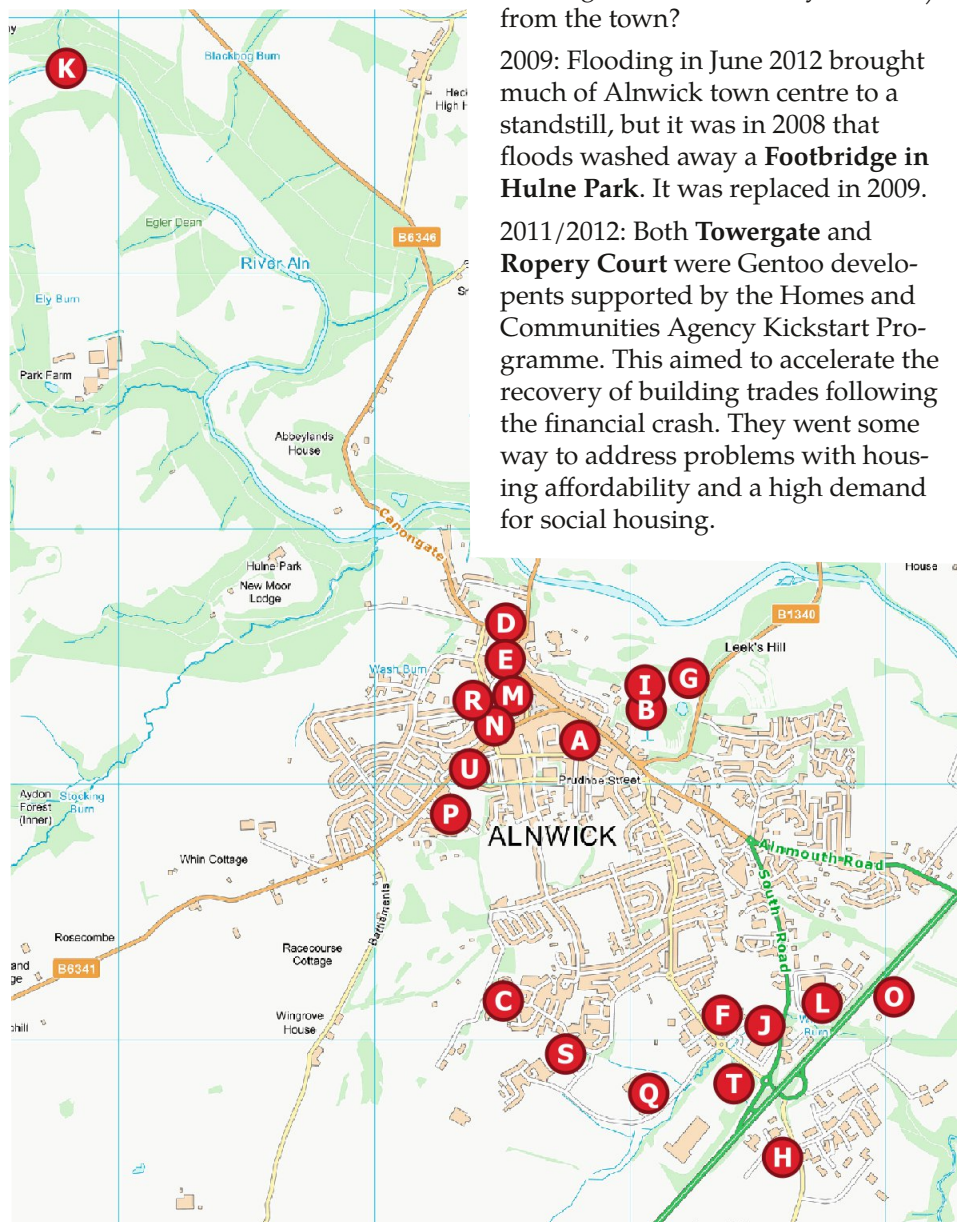 from the town?
2009: Flooding in June 2012 brought
much of Alnwick town centre to a
standstill, but it was in 2008 that
floods washed away a Footbridge in
Hulne Park. It was replaced in 2009.
2011/2012: Both Towergate and
Ropery Court were Gentoo develo-
pents supported by the Homes and
Communities Agency Kickstart Pro-
gramme. This aimed to accelerate the
recovery of building trades following
the financial crash. They went some
way to address problems with hous-
ing affordability and a high demand
for social housing.
K
Blackbog Burn
High H
Egler Dean
B6346
River Aln
Ely Burn
Park Farm
Abbeylands
House
Canongate
Hulne Park
New Moor
Lodge
House
B1340
D
Leek's Hill
E
Wash Burn
I
G
R
M
B
N
A
U
Prudhoe Street
Aydon
Forest
(Inner)
Stocking
Burn
P
ALNWICK
Whin Cottage
Alnmouth Road
South Road
Rosecombe
B6341
Racecourse
Cottage
Wingrove
House
C
F
J
L
O
Burn
S
Q
T
H